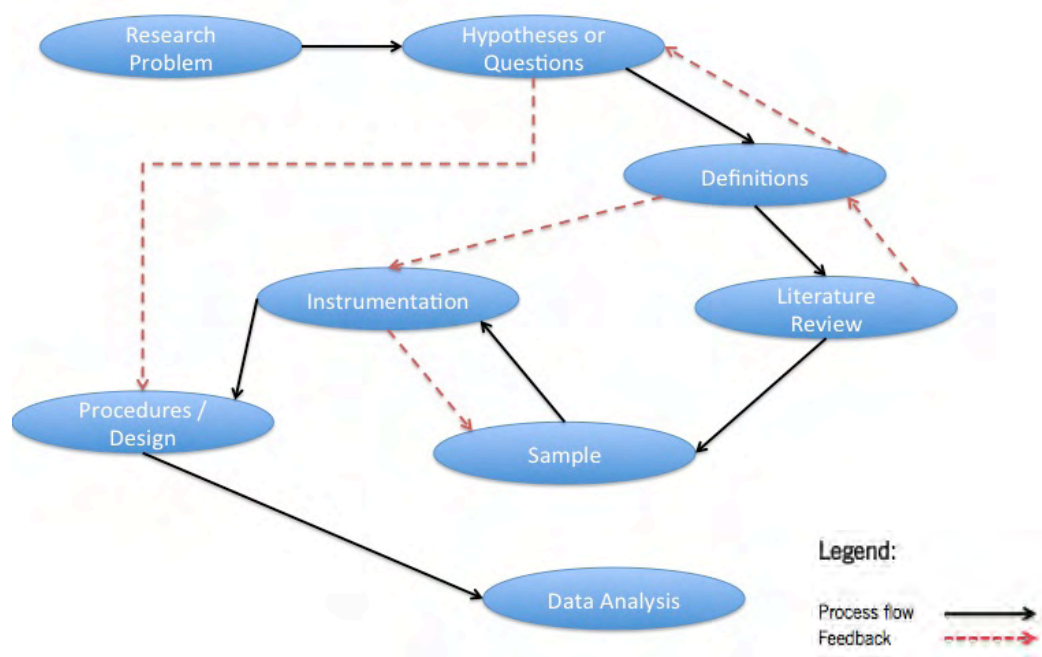 Research
Problem
Hypotheses or
Questions
Definitions
Instrumentation
Literature
Review
Procedures /
Design
Sample
Data Analysis
Legend:
Process flow
Feedback